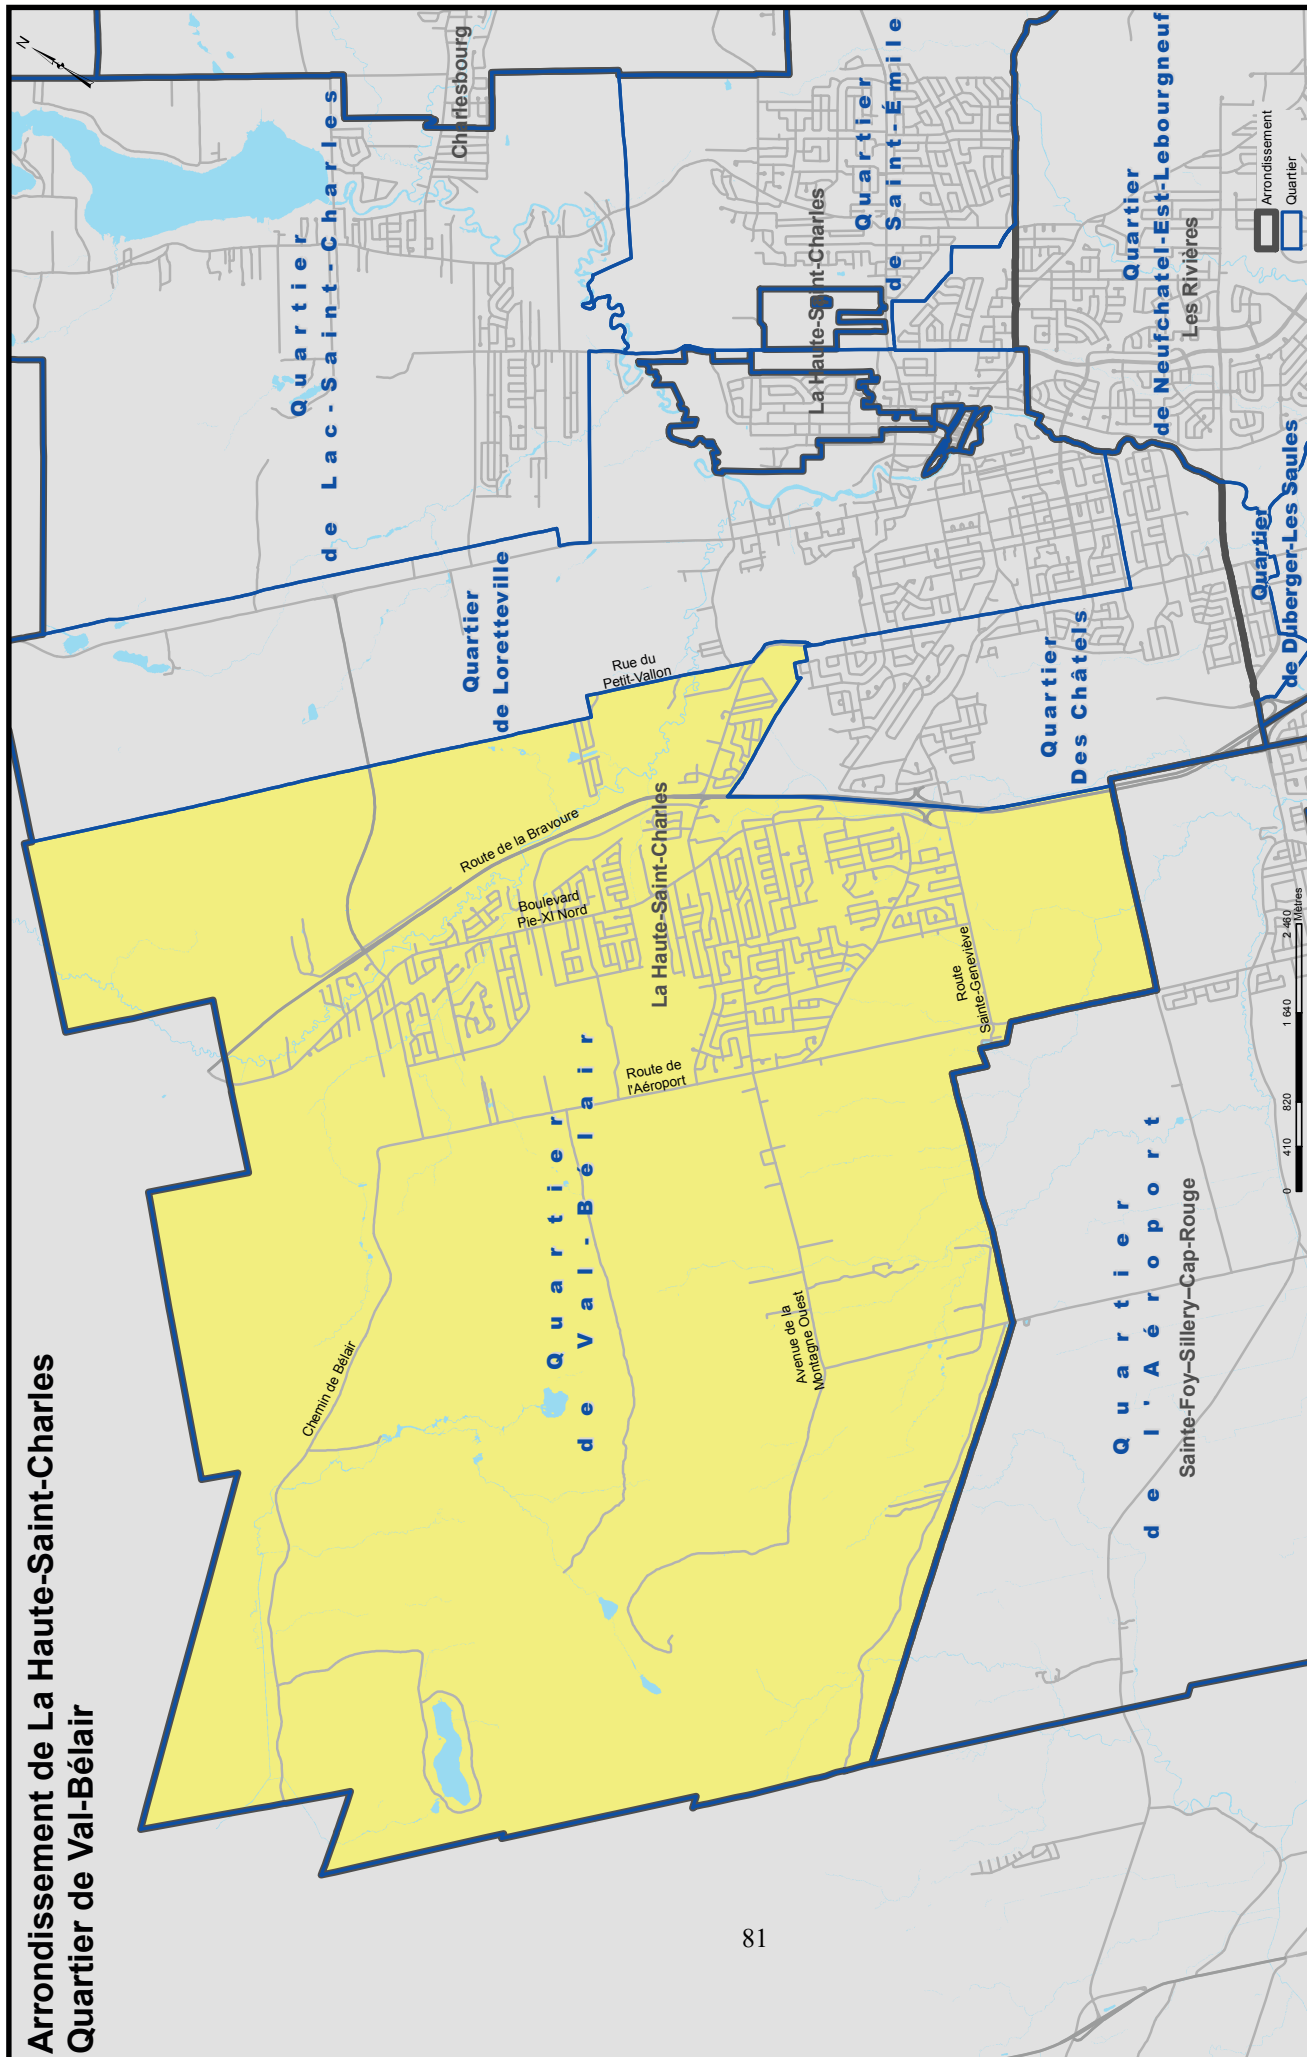 Arrondissement de La Haute-Saint-Charles
Quartier de Val-Bélair
N
Charlesbourg
Quartier
de Lac-Saint-Charles
Quartier
de Saint-Émile
La Haute-Saint-Charles
Quartier
de Neufchatel-Est-Lebourgneuf
Les Rivières
Arrondissement
Quartier
Quartier
de Loretteville
Rue du
Petit-Vallon
Quartier
Des Châtels
Quartier
de Duberger-Les Saules
Route de la Bravoure
Boulevard
Pie-XI Nord
La Haute-Saint-Charles
Route
Sainte-Geneviève
Route de
l'Aéroport
Quartier
de Val-Bélair
Chemin de Bélair
Avenue de la
Montagne Ouest
Quartier
de l'Aéroport
Sainte-Foy–Sillery–Cap-Rouge
0 410 820 1 640 2 460
Mètres
81